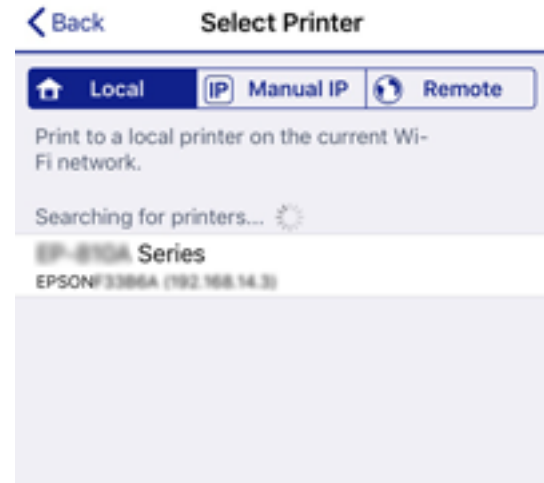 Back
Select Printer
Local
IP Manual IP
Remote
Print to a local printer on the current Wi-
Fi network.
Searching for printers...
Series
EPSON